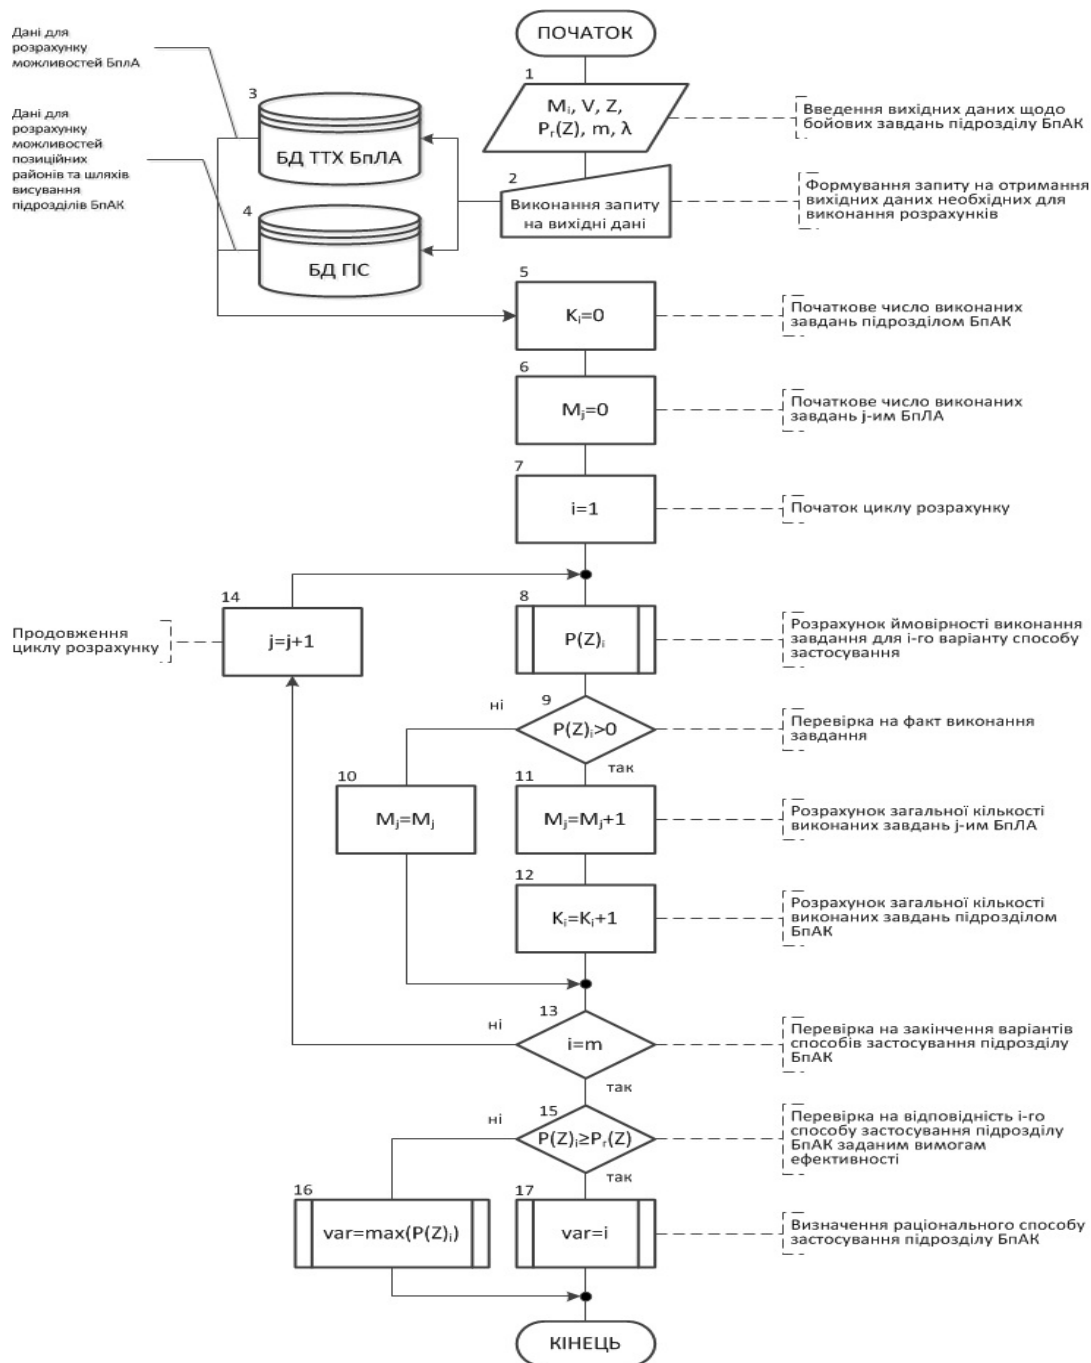 ПОЧАТОК
Дані для
розрахунку
можливостей БплА
Дані для
розрахунку
можливостей
позиційних
районів та шляхів
висування
підрозділів БпАК
1
Mᵢ, V, Z,
Pᵣ(Z), m, λ
Введення вихідних даних щодо
бойових завдань підрозділу БпАК
2
Виконання запиту
на вихідні дані
Формування запиту на отримання
вихідних даних необхідних для
виконання розрахунків
3
БД ТТХ БпЛА
4
БД ГІС
5
Kᵢ=0
Початкове число виконаних
завдань підрозділом БпАК
6
Mⱼ=0
Початкове число виконаних
завдань j-им БпЛА
7
i=1
Початок циклу розрахунку
14
j=j+1
Продовження
циклу розрахунку
8
P(Z)ᵢ
Розрахунок ймовірності виконання
завдання для і-го варіанту способу
застосування
9
P(Z)ᵢ>0
ні
так
Перевірка на факт виконання
завдання
10
Mⱼ=Mⱼ
11
Mⱼ=Mⱼ+1
Розрахунок загальної кількості
виконаних завдань j-им БпЛА
12
Kᵢ=Kᵢ+1
Розрахунок загальної кількості
виконаних завдань підрозділом
БпАК
13
i=m
ні
так
Перевірка на закінчення варіантів
способів застосування підрозділу
БпАК
15
P(Z)ᵢ≥Pᵣ(Z)
ні
так
Перевірка на відповідність і-го
способу застосування підрозділу
БпАК заданим вимогам
ефективності
16
var=max(P(Z)ᵢ)
17
var=i
Визначення раціонального способу
застосування підрозділу БпАК
КІНЕЦЬ